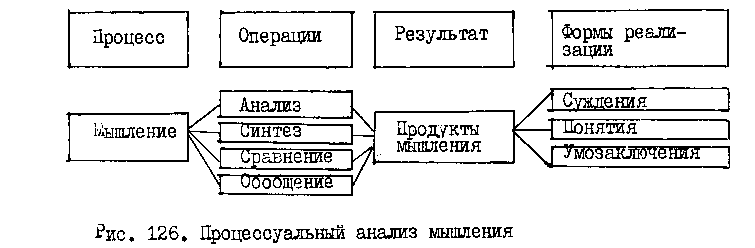 Процесс
Операции
Результат
Формы реали-
зации
Мышление
Анализ
Синтез
Сравнение
Обобщение
Продукты
мышления
Суждения
Понятия
Умозаключения
Рис. 126. Процессуальный анализ мышления